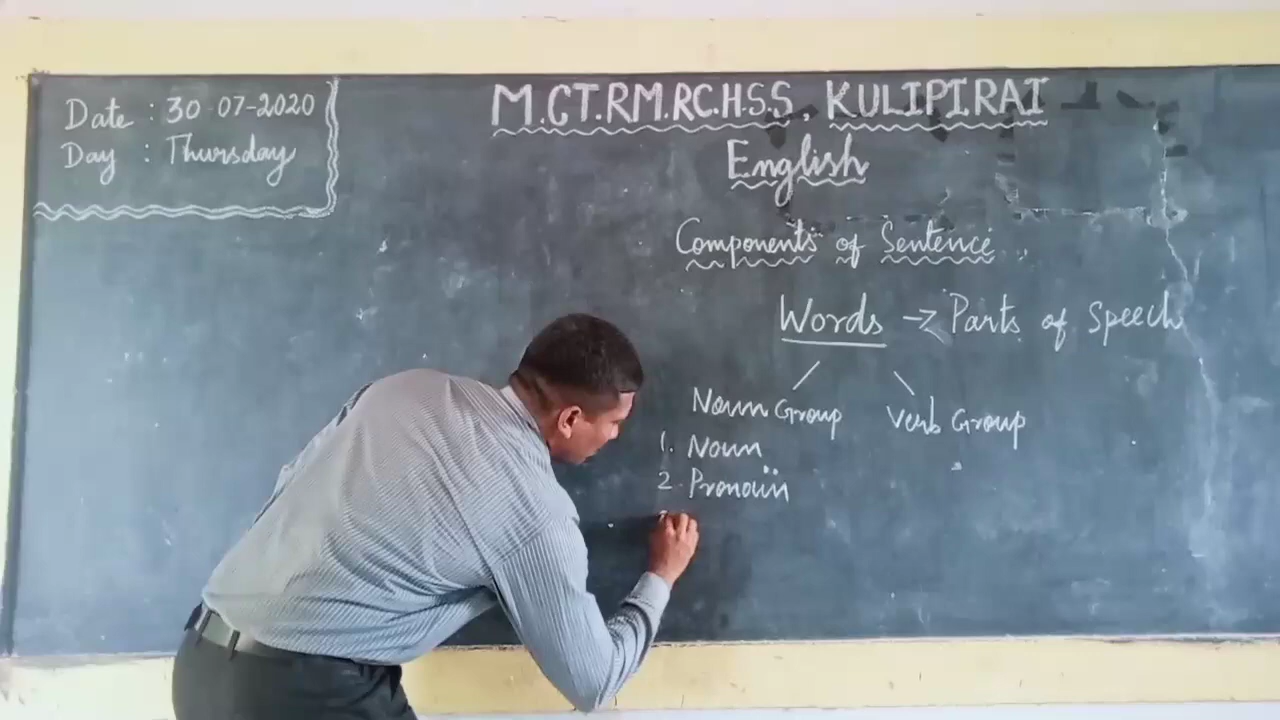 Date : 30-07-2020
Day : Thursday
M.CT.RM.RC.H.S.S, KULIPIRAI
English
Components of Sentence
Words → Parts of Speech
Noun Group
Verb Group
1. Noun
2. Pronoun